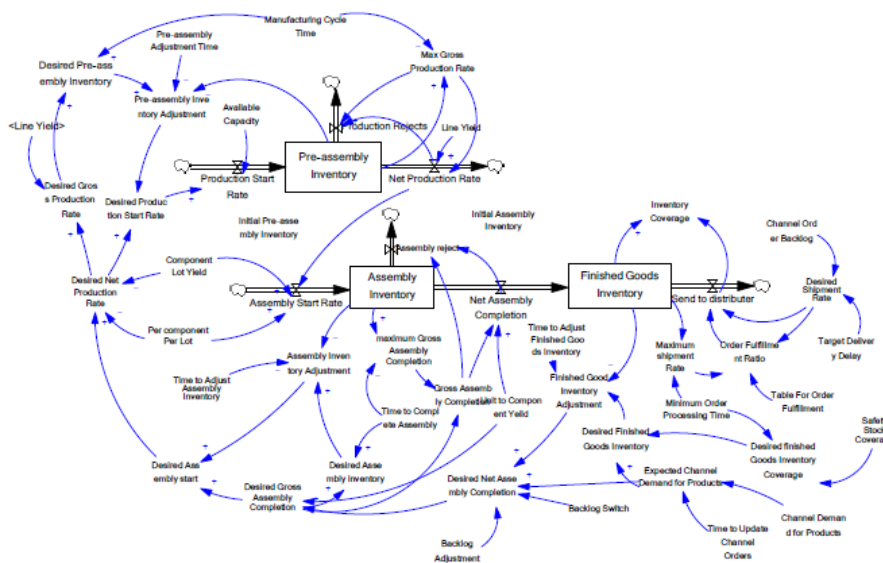 Manufacturing Cycle
Time
Pre-assembly
Adjustment Time
Desired Pre-ass
embly Inventory
Max Gross
Production Rate
Pre-assembly Inve
ntory Adjustment
Available
Capacity
roduction Rejects
Line Yield
<Line Yield>
Pre-assembly
Inventory
Production Start
Rate
Net Production Rate
Desired Gros
s Production
Rate
Desired Produc
tion Start Rate
Initial Pre-asse
mbly Inventory
Initial Assembly
Inventory
Inventory
Coverage
Channel Ord
er Backlog
Assembly reject
Component
Lot Yield
Desired Net
Production
Rate
Assembly
Inventory
Finished Goods
Inventory
Assembly Start Rate
Net Assembly
Completion
Send to distributer
Desired
Shipment
Rate
Per component
Per Lot
Time to Adjust
Finished Goo
ds Inventory
maximum Gross
Assembly
Completion
Maximum
shipment
Rate
Order Fulfillme
nt Ratio
Target Deliver
y Delay
Assembly Inven
tory Adjustment
Time to Adjust
Assembly
Inventory
Finished Good
Inventory
Adjustment
Gross Assemb
ly Completion
Unit to Compon
ent Yelid
Table For Order
Fulfillment
Minimum Order
Processing Time
Time to Compl
ete Assembly
Safet
Stock
Covera
Desired Finished
Goods Inventory
Desired finished
Goods Inventory
Coverage
Desired Ass
embly start
Desired Asse
mbly Inventory
Desired Net Asse
mbly Completion
Expected Channel
Demand for Products
Desired Gross
Assembly
Completion
Backlog Switch
Channel Deman
d for Products
Time to Update
Channel
Orders
Backlog
Adjustment